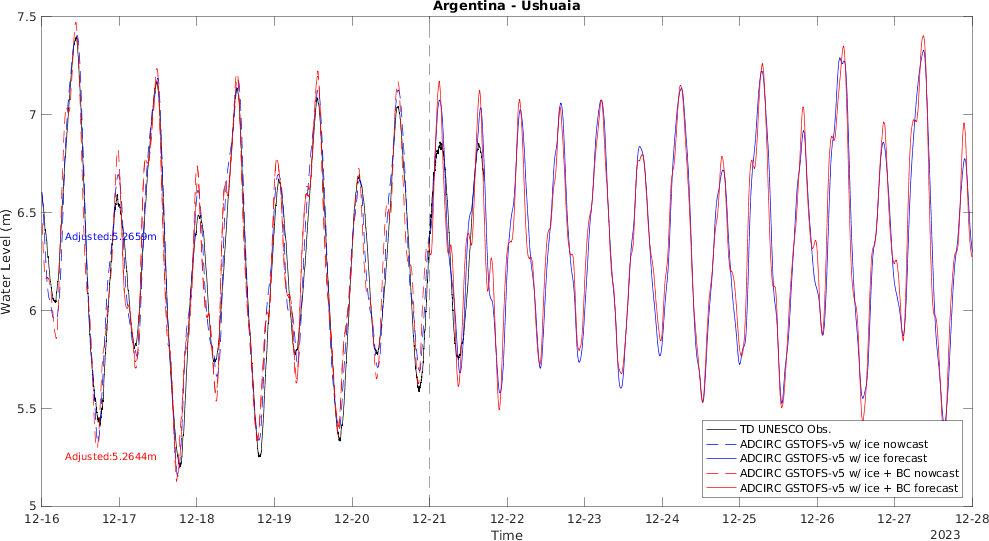 Argentina - Ushuaia
Water Level (m)
7.5
7
6.5
6
5.5
5
Adjusted:5.2659m
Adjusted:5.2644m
TD UNESCO Obs.
ADCIRC GSTOFS-v5 w/ ice nowcast
ADCIRC GSTOFS-v5 w/ ice forecast
ADCIRC GSTOFS-v5 w/ ice + BC nowcast
ADCIRC GSTOFS-v5 w/ ice + BC forecast
12-16 12-17 12-18 12-19 12-20 12-21 12-22 12-23 12-24 12-25 12-26 12-27 12-28
Time
2023